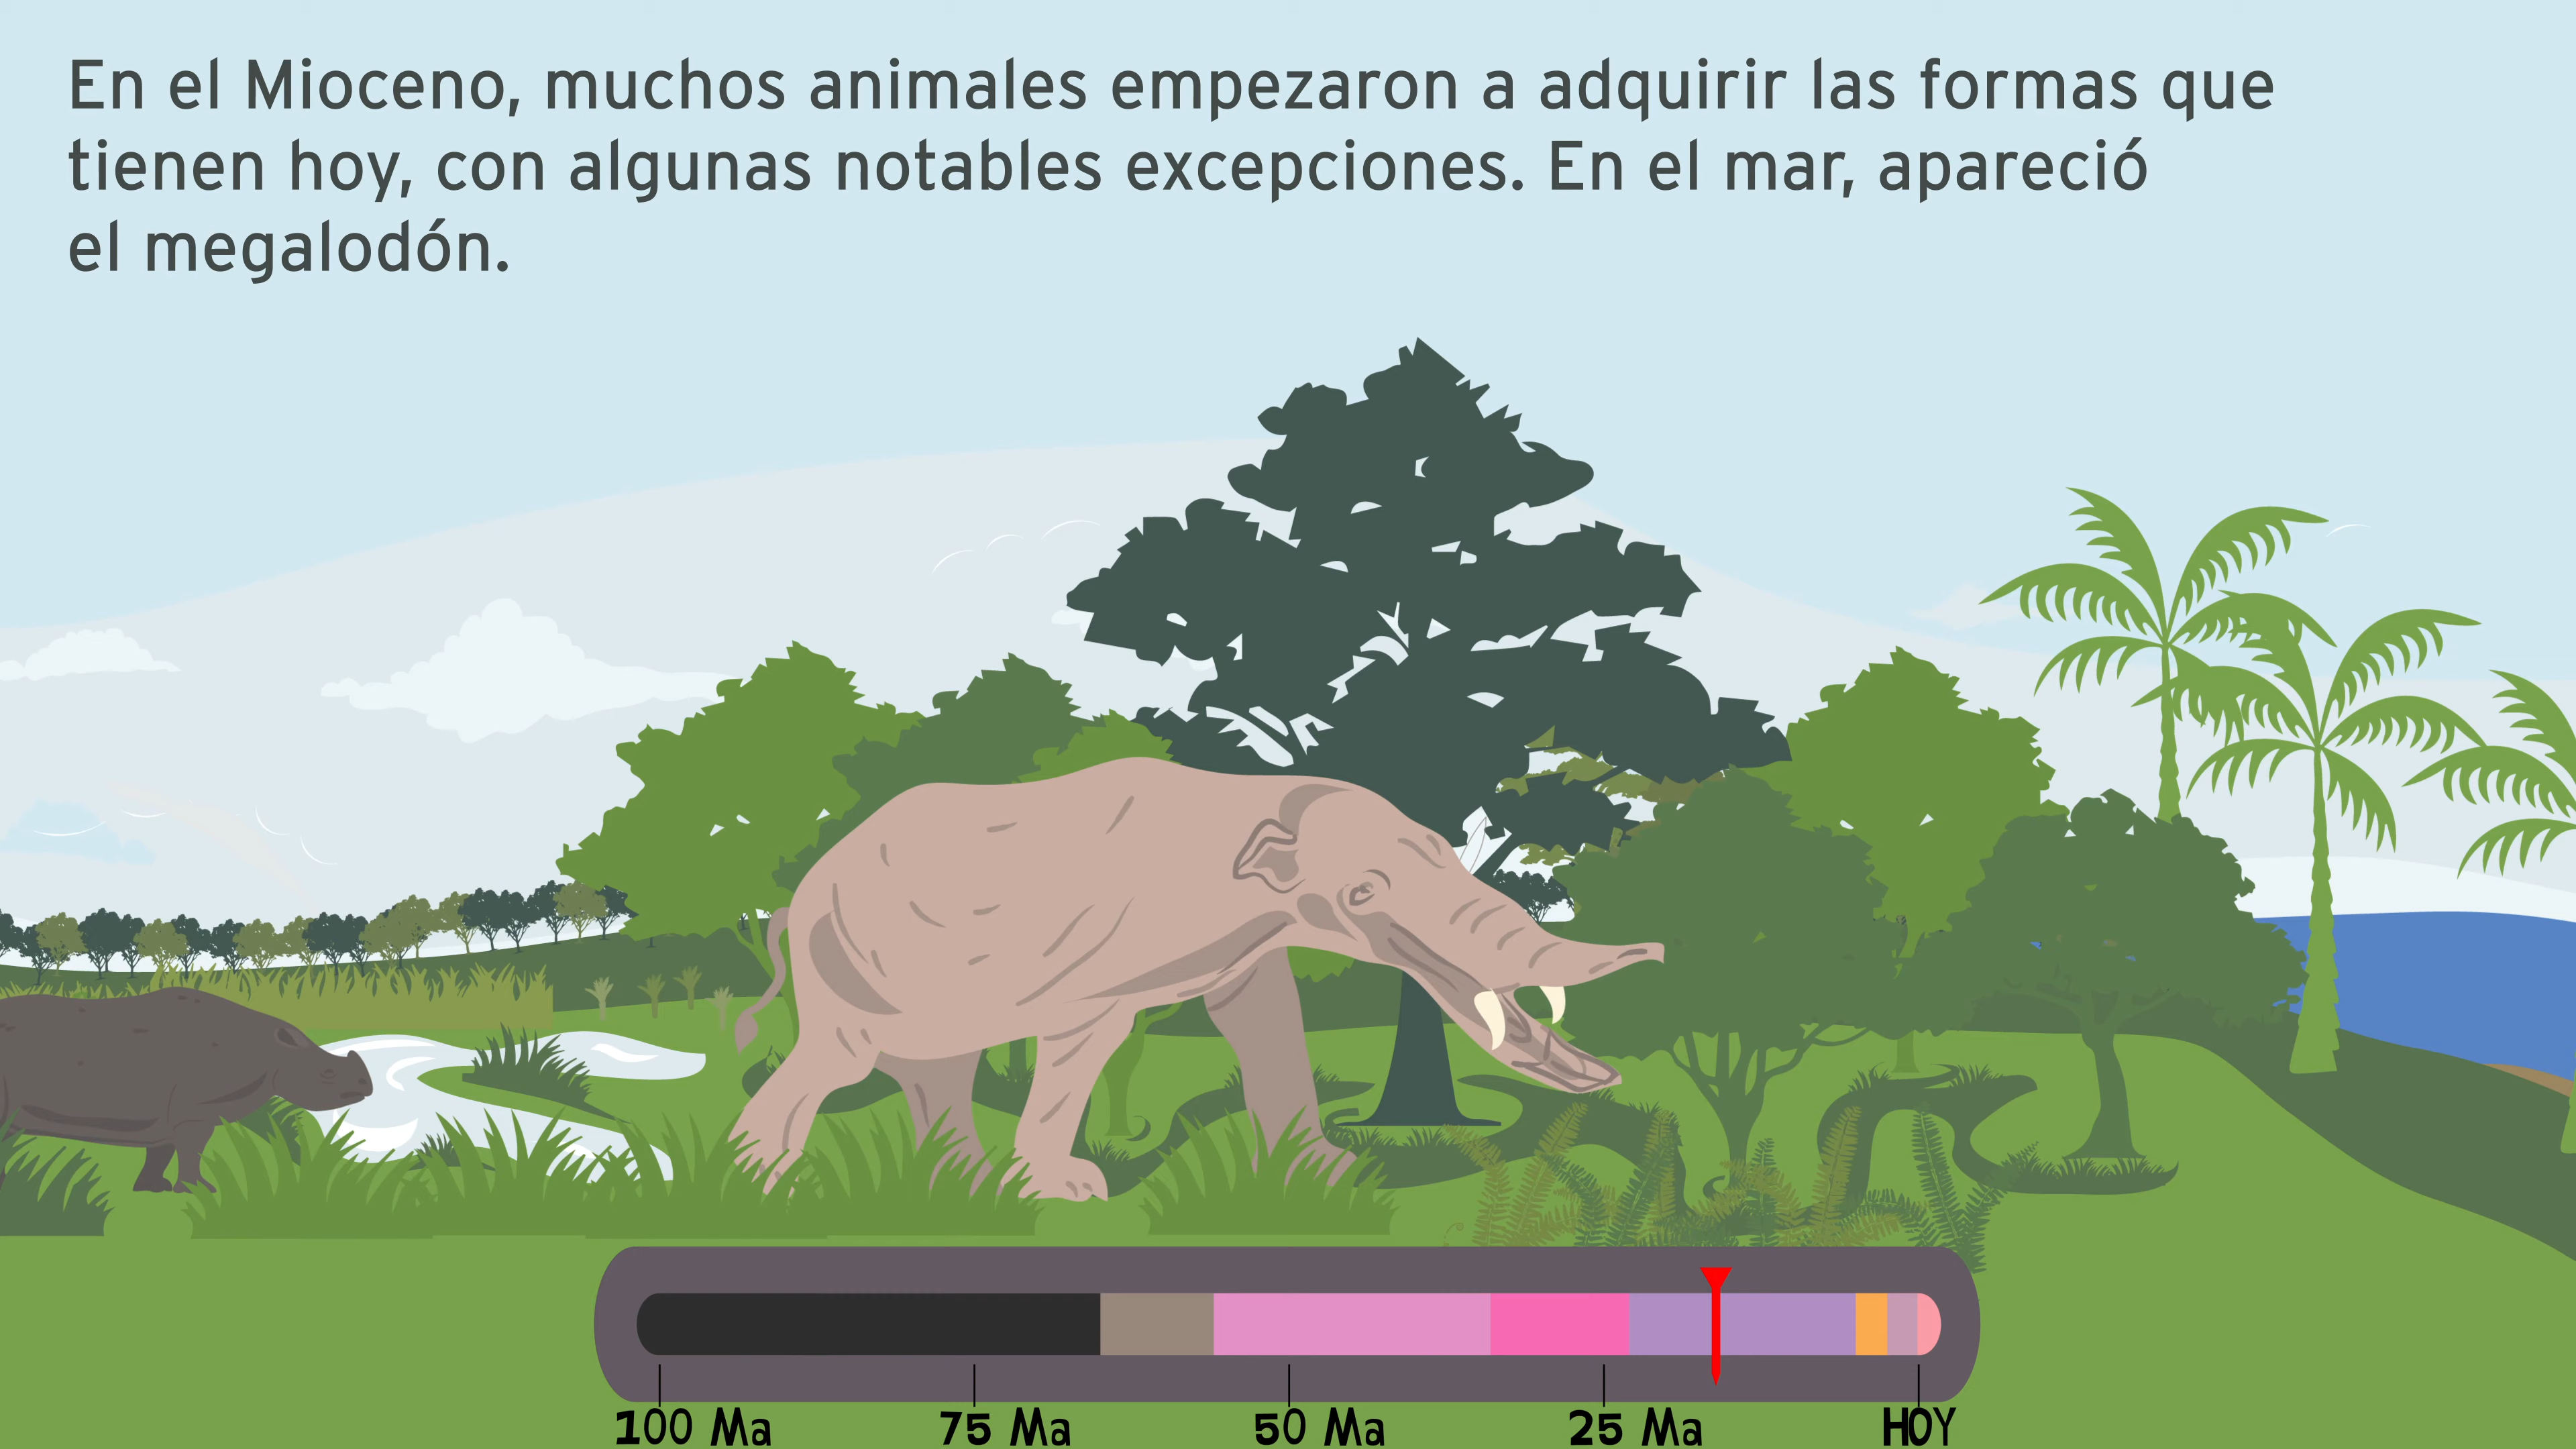 En el Mioceno, muchos animales empezaron a adquirir las formas que
tienen hoy, con algunas notables excepciones. En el mar, apareció
el megalodón.
100 Ma 75 Ma 50 Ma 25 Ma HOY